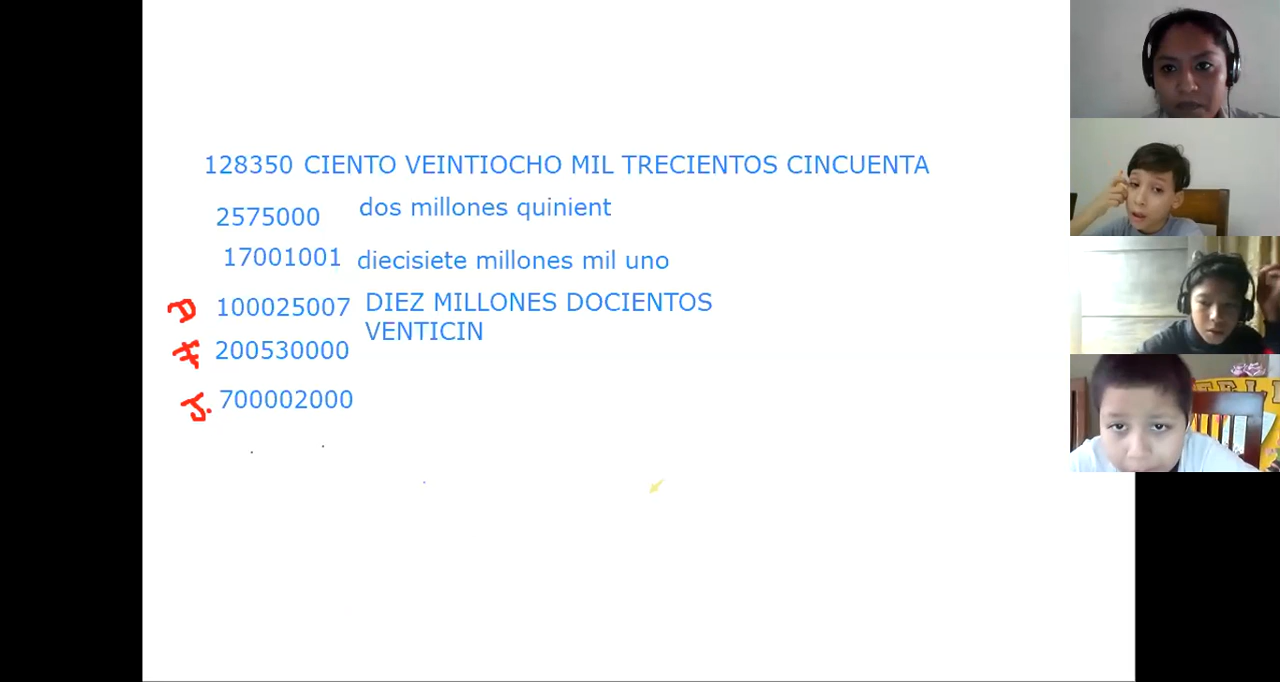 128350 CIENTO VEINTIOCHO MIL TRECIENTOS CINCUENTA
2575000 dos millones quinient
17001001 diecisiete millones mil uno
P 100025007 DIEZ MILLONES DOCIENTOS
VENTICIN
F 200530000
J. 700002000